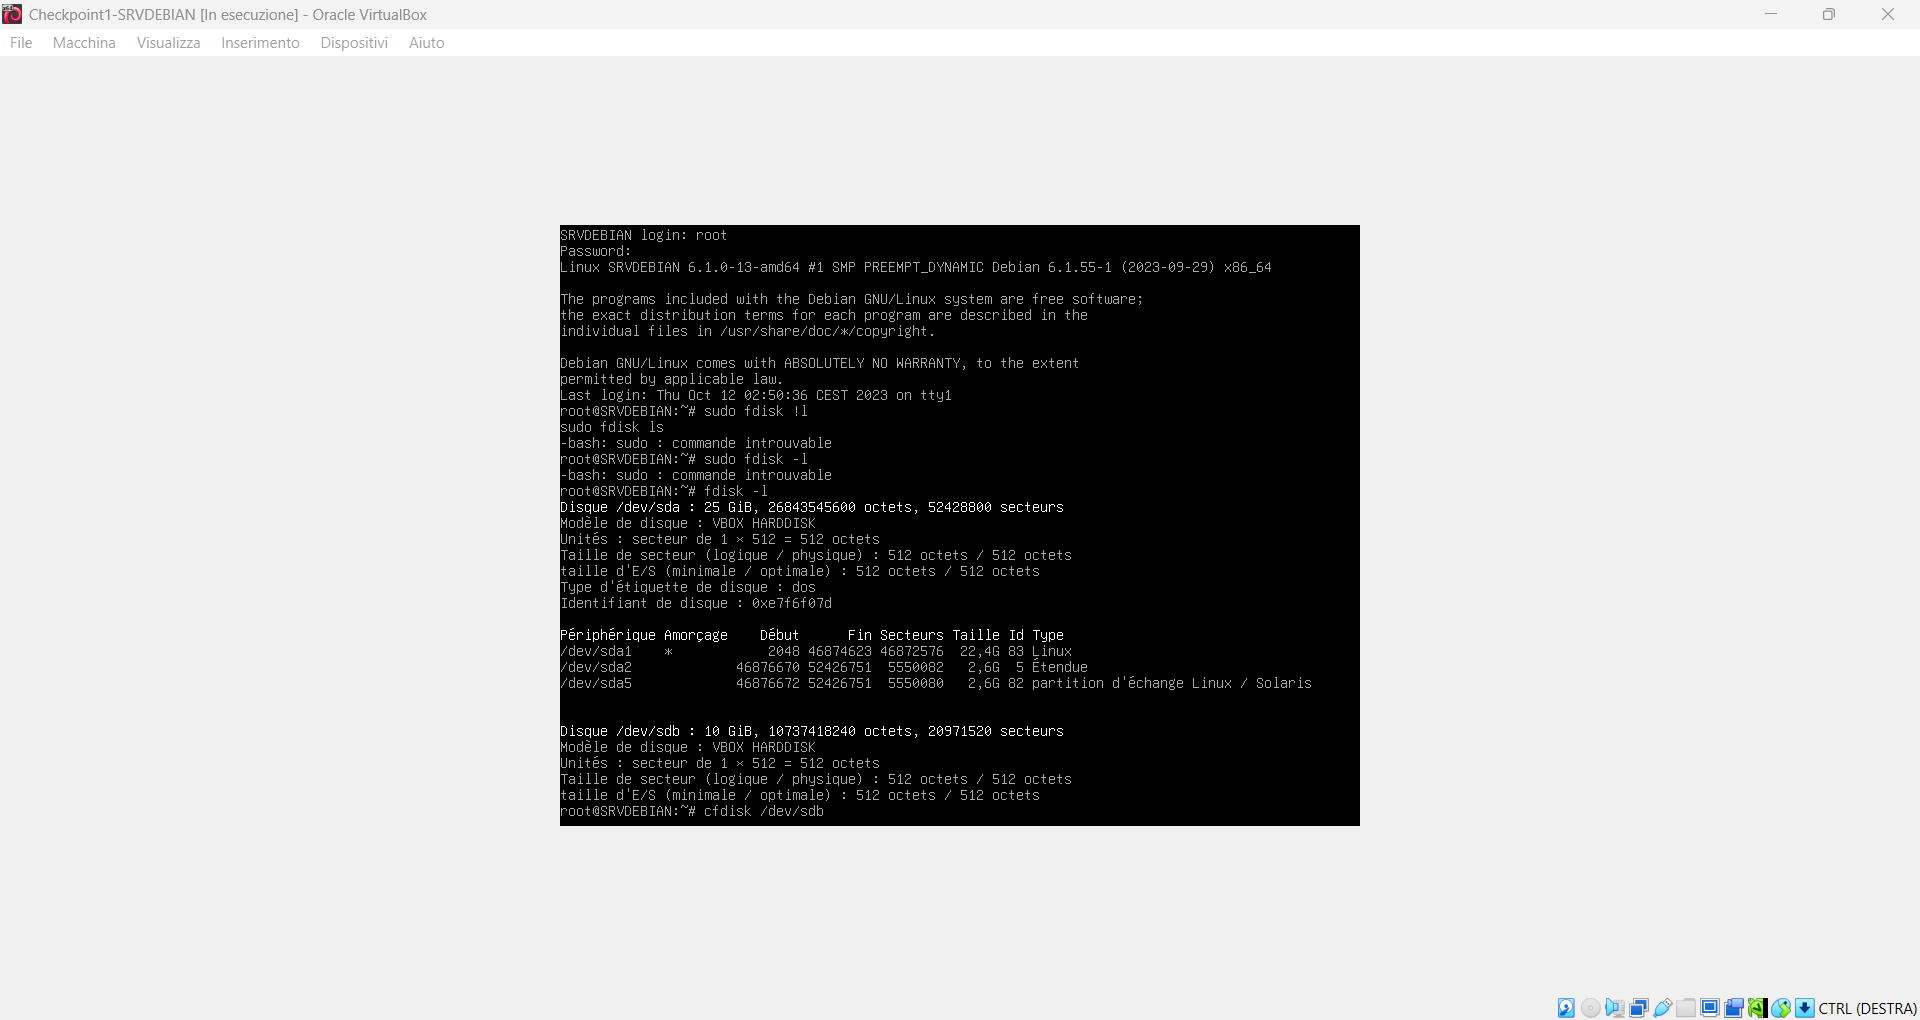 Checkpoint1-SRVDEBIAN [In esecuzione] - Oracle VirtualBox
File Macchina Visualizza Inserimento Dispositivi Aiuto
SRVDEBIAN login: root
Password:
Linux SRVDEBIAN 6.1.0-13-amd64 #1 SMP PREEMPT_DYNAMIC Debian 6.1.55-1 (2023-09-29) x86_64
The programs included with the Debian GNU/Linux system are free software;
the exact distribution terms for each program are described in the
individual files in /usr/share/doc/*/copyright.
Debian GNU/Linux comes with ABSOLUTELY NO WARRANTY, to the extent
permitted by applicable law.
Last login: Thu Oct 12 02:50:36 CEST 2023 on tty1
root@SRVDEBIAN:~# sudo fdisk !l
sudo fdisk ls
-bash: sudo : commande introuvable
root@SRVDEBIAN:~# sudo fdisk -l
-bash: sudo : commande introuvable
root@SRVDEBIAN:~# fdisk -l
Disque /dev/sda : 25 GiB, 26843545600 octets, 52428800 secteurs
Modèle de disque : VBOX HARDDISK
Unités : secteur de 1 × 512 = 512 octets
Taille de secteur (logique / physique) : 512 octets / 512 octets
taille d'E/S (minimale / optimale) : 512 octets / 512 octets
Type d'étiquette de disque : dos
Identifiant de disque : 0xe7f6f07d
Périphérique Amorçage Début Fin Secteurs Taille Id Type
/dev/sda1 * 2048 46874623 46872576 22,4G 83 Linux
/dev/sda2 46876670 52426751 5550082 2,6G 5 Étendue
/dev/sda5 46876672 52426751 5550080 2,6G 82 partition d'échange Linux / Solaris
Disque /dev/sdb : 10 GiB, 10737418240 octets, 20971520 secteurs
Modèle de disque : VBOX HARDDISK
Unités : secteur de 1 × 512 = 512 octets
Taille de secteur (logique / physique) : 512 octets / 512 octets
taille d'E/S (minimale / optimale) : 512 octets / 512 octets
root@SRVDEBIAN:~# cfdisk /dev/sdb
CTRL (DESTRA)